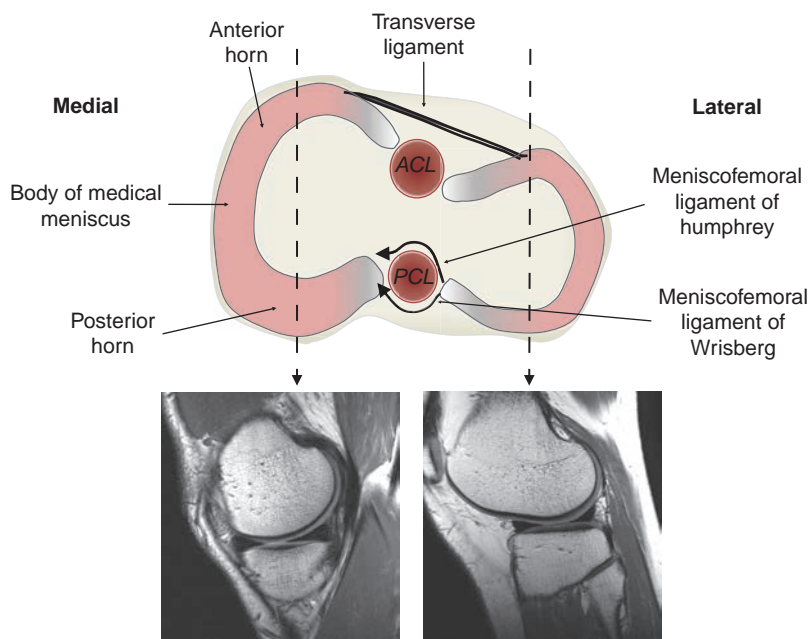 Anterior
horn
Transverse
ligament
Medial
Lateral
ACL
Meniscofemoral
ligament of
humphrey
Body of medical
meniscus
PCL
Posterior
horn
Meniscofemoral
ligament of
Wrisberg